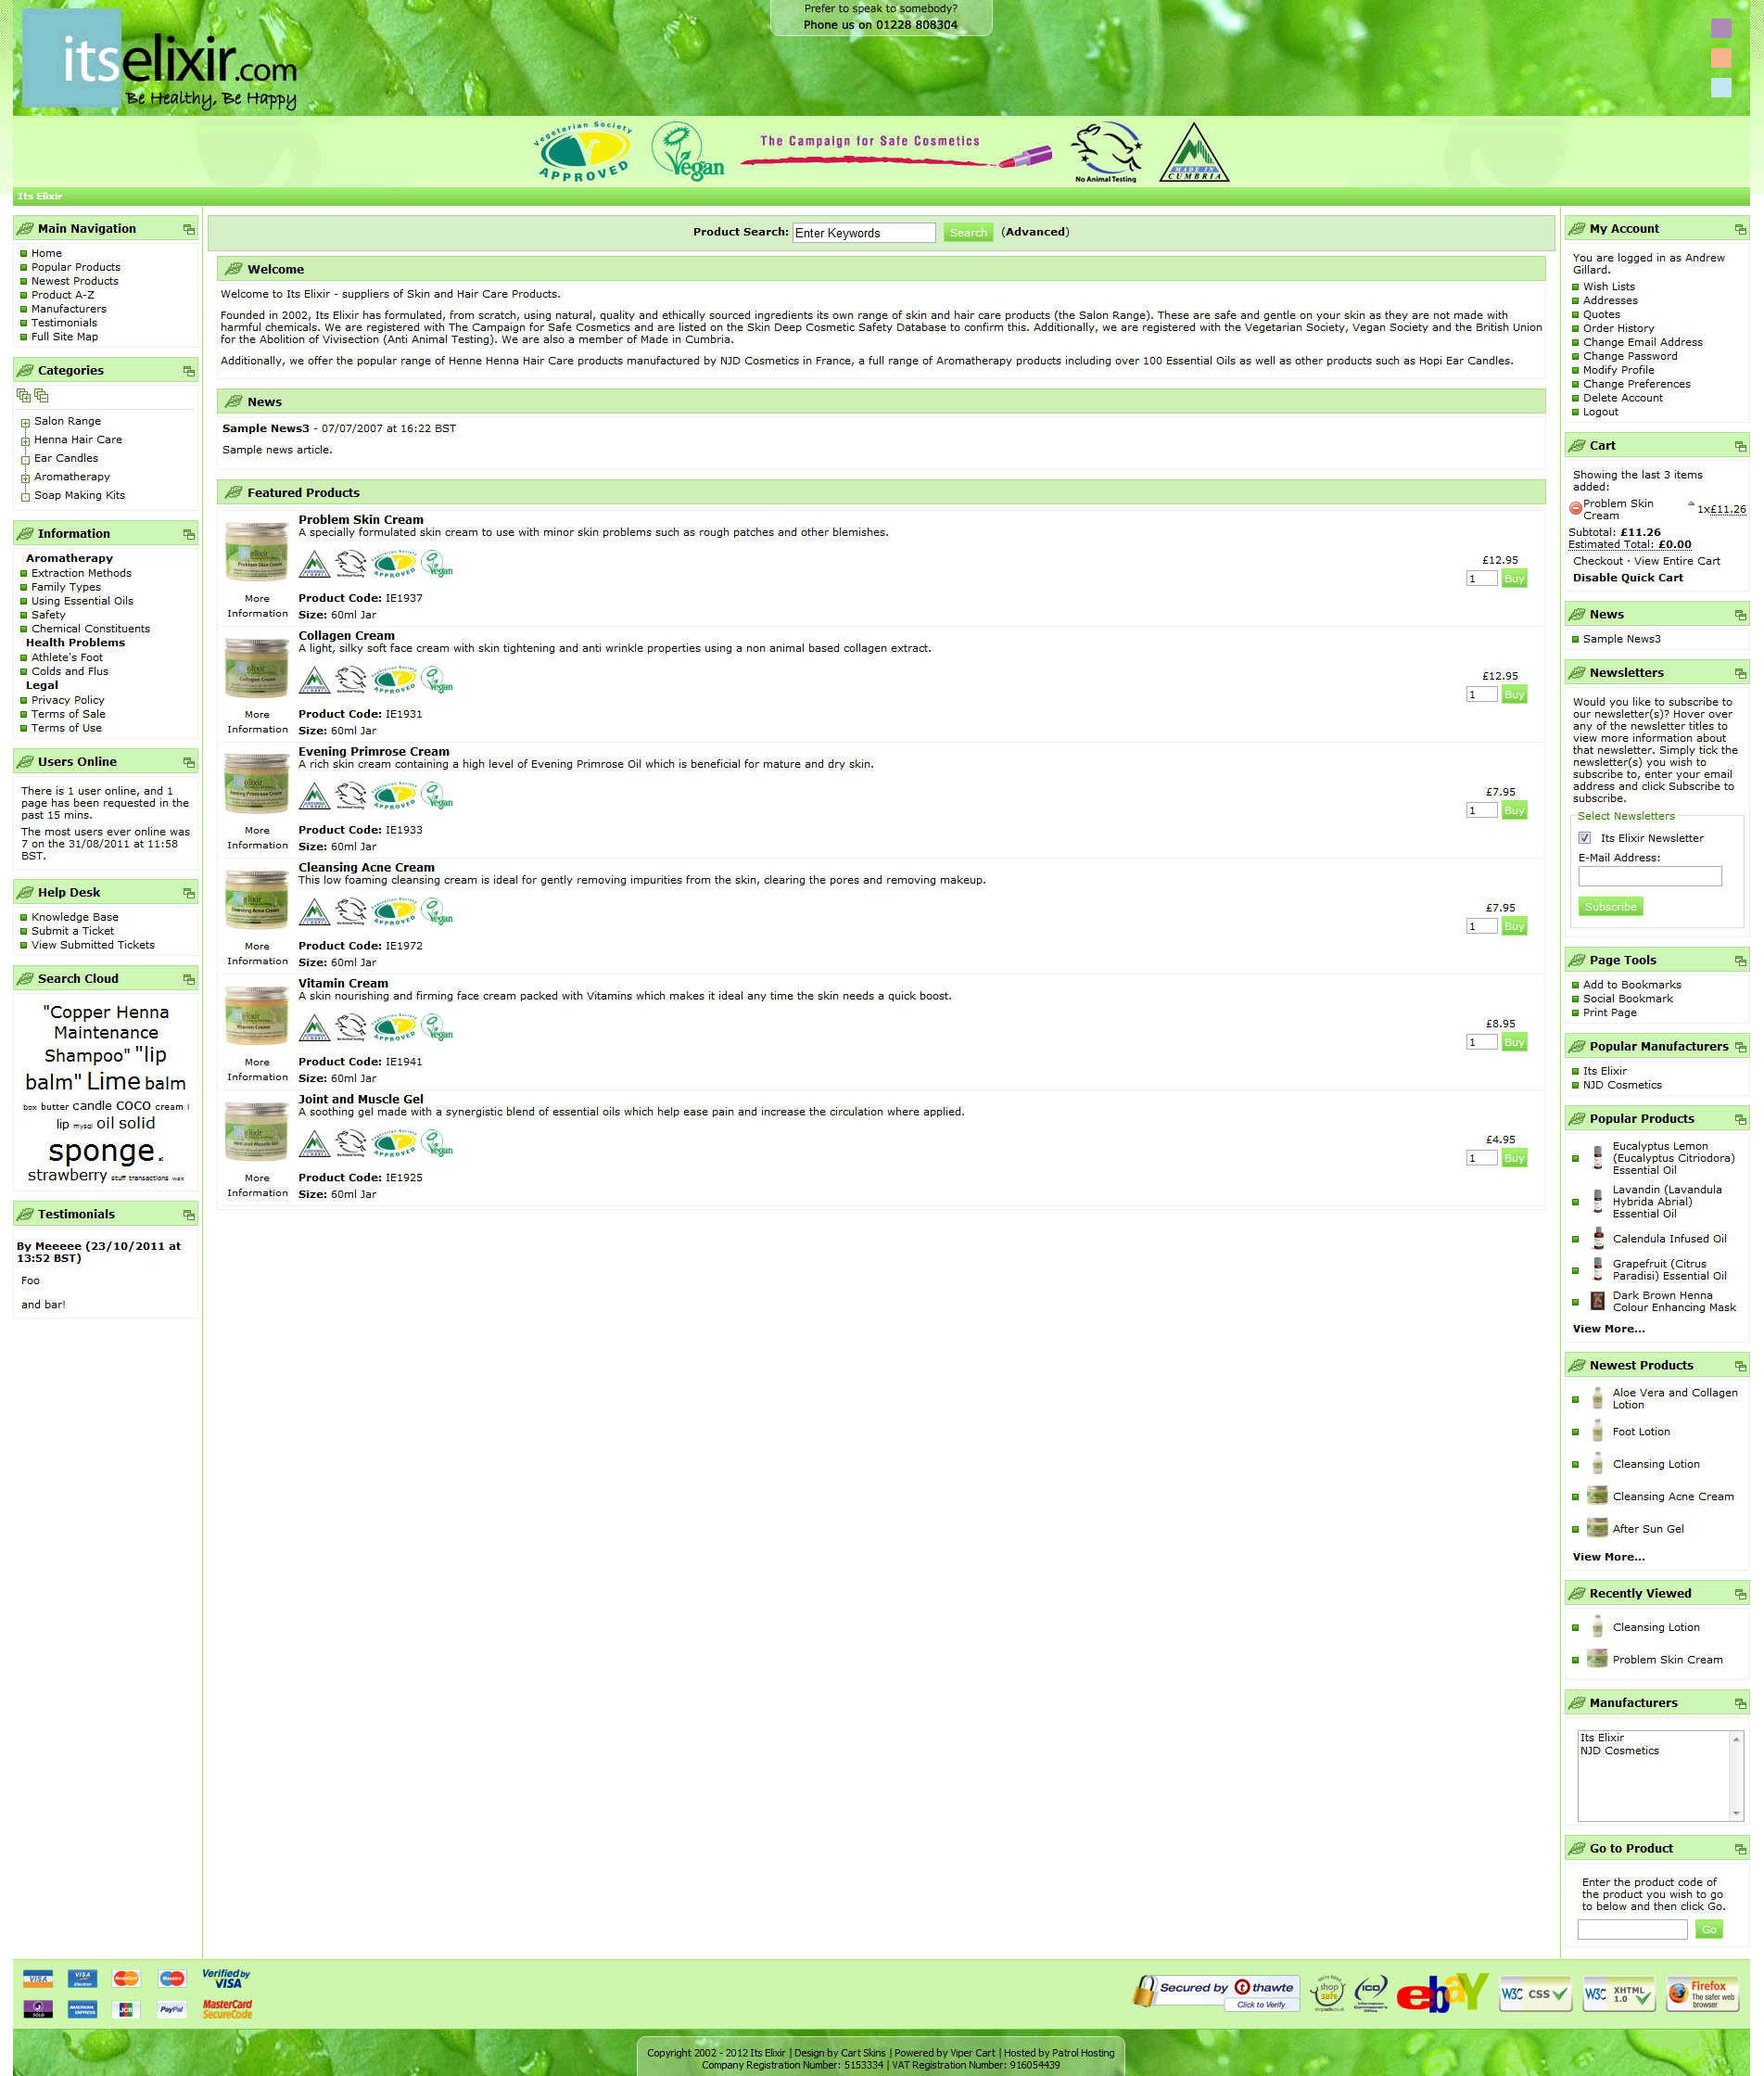 Prefer to speak to somebody?
Phone us on 01228 808304
itselixir.com
Be Healthy, Be Happy
Vegetarian Society
APPROVED
Vegan
The Campaign for Safe Cosmetics
No Animal Testing
MADE IN
CUMBRIA
Its Elixir
Main Navigation
Home
Popular Products
Newest Products
Product A-Z
Manufacturers
Testimonials
Full Site Map
Categories
Salon Range
Henna Hair Care
Ear Candles
Aromatherapy
Soap Making Kits
Information
Aromatherapy
Extraction Methods
Family Types
Using Essential Oils
Safety
Chemical Constituents
Health Problems
Athlete's Foot
Colds and Flus
Legal
Privacy Policy
Terms of Sale
Terms of Use
Users Online
There is 1 user online, and 1
page has been requested in the
past 15 mins.
The most users ever online was
7 on the 31/08/2011 at 11:58
BST.
Help Desk
Knowledge Base
Submit a Ticket
View Submitted Tickets
Search Cloud
"Copper Henna
Maintenance
Shampoo" "lip
balm" Lime balm
box butter candle coco cream l
lip mysql oil solid
sponge st
strawberry stuff transactions wax
Testimonials
By Meeeee (23/10/2011 at
13:52 BST)
Foo
and bar!
Product Search: Enter Keywords Search (Advanced)
Welcome
Welcome to Its Elixir - suppliers of Skin and Hair Care Products.
Founded in 2002, Its Elixir has formulated, from scratch, using natural, quality and ethically sourced ingredients its own range of skin and hair care products (the Salon Range). These are safe and gentle on your skin as they are not made with
harmful chemicals. We are registered with The Campaign for Safe Cosmetics and are listed on the Skin Deep Cosmetic Safety Database to confirm this. Additionally, we are registered with the Vegetarian Society, Vegan Society and the British Union
for the Abolition of Vivisection (Anti Animal Testing). We are also a member of Made in Cumbria.
Additionally, we offer the popular range of Henne Henna Hair Care products manufactured by NJD Cosmetics in France, a full range of Aromatherapy products including over 100 Essential Oils as well as other products such as Hopi Ear Candles.
News
Sample News3 - 07/07/2007 at 16:22 BST
Sample news article.
Featured Products
Problem Skin Cream
A specially formulated skin cream to use with minor skin problems such as rough patches and other blemishes.
£12.95
1 Buy
More
Information
Product Code: IE1937
Size: 60ml Jar
Collagen Cream
A light, silky soft face cream with skin tightening and anti wrinkle properties using a non animal based collagen extract.
£12.95
1 Buy
More
Information
Product Code: IE1931
Size: 60ml Jar
Evening Primrose Cream
A rich skin cream containing a high level of Evening Primrose Oil which is beneficial for mature and dry skin.
£7.95
1 Buy
More
Information
Product Code: IE1933
Size: 60ml Jar
Cleansing Acne Cream
This low foaming cleansing cream is ideal for gently removing impurities from the skin, clearing the pores and removing makeup.
£7.95
1 Buy
More
Information
Product Code: IE1972
Size: 60ml Jar
Vitamin Cream
A skin nourishing and firming face cream packed with Vitamins which makes it ideal any time the skin needs a quick boost.
£8.95
1 Buy
More
Information
Product Code: IE1941
Size: 60ml Jar
Joint and Muscle Gel
A soothing gel made with a synergistic blend of essential oils which help ease pain and increase the circulation where applied.
£4.95
1 Buy
More
Information
Product Code: IE1925
Size: 60ml Jar
My Account
You are logged in as Andrew
Gillard.
Wish Lists
Addresses
Quotes
Order History
Change Email Address
Change Password
Modify Profile
Change Preferences
Delete Account
Logout
Cart
Showing the last 3 items
added:
Problem Skin
Cream
1x£11.26
Subtotal: £11.26
Estimated Total: £0.00
Checkout · View Entire Cart
Disable Quick Cart
News
Sample News3
Newsletters
Would you like to subscribe to
our newsletter(s)? Hover over
any of the newsletter titles to
view more information about
that newsletter. Simply tick the
newsletter(s) you wish to
subscribe to, enter your email
address and click Subscribe to
subscribe.
Select Newsletters
Its Elixir Newsletter
E-Mail Address:
Subscribe
Page Tools
Add to Bookmarks
Social Bookmark
Print Page
Popular Manufacturers
Its Elixir
NJD Cosmetics
Popular Products
Eucalyptus Lemon
(Eucalyptus Citriodora)
Essential Oil
Lavandin (Lavandula
Hybrida Abrial)
Essential Oil
Calendula Infused Oil
Grapefruit (Citrus
Paradisi) Essential Oil
Dark Brown Henna
Colour Enhancing Mask
View More...
Newest Products
Aloe Vera and Collagen
Lotion
Foot Lotion
Cleansing Lotion
Cleansing Acne Cream
After Sun Gel
View More...
Recently Viewed
Cleansing Lotion
Problem Skin Cream
Manufacturers
Its Elixir
NJD Cosmetics
Go to Product
Enter the product code of
the product you wish to go
to below and then click Go.
Go
VISA
VISA Electron
MasterCard
Maestro
Verified by VISA
SOLO
AMERICAN EXPRESS
JCB
PayPal
MasterCard SecureCode
Secured by thawte
Click to Verify
shop safe
ico
Information Commissioner's Office
ebaY
W3C CSS
W3C XHTML 1.0
Firefox
The safer web browser
Copyright 2002 - 2012 Its Elixir | Design by Cart Skins | Powered by Viper Cart | Hosted by Patrol Hosting
Company Registration Number: 5153334 | VAT Registration Number: 916054439